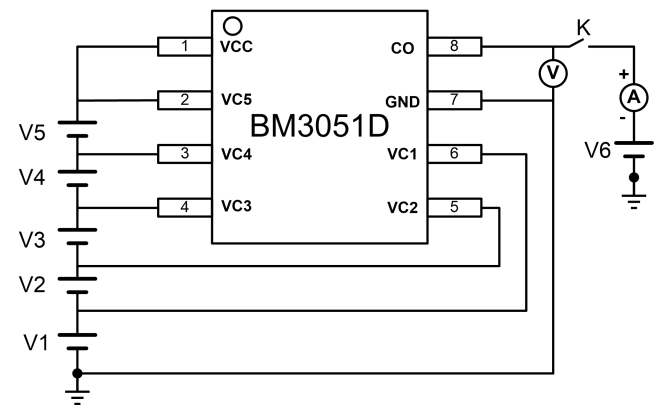 K
1 VCC CO 8
V
+
A
-
2 VC5 GND 7
BM3051D
V5
3 VC4 VC1 6
V6
V4
4 VC3 VC2 5
V3
V2
V1